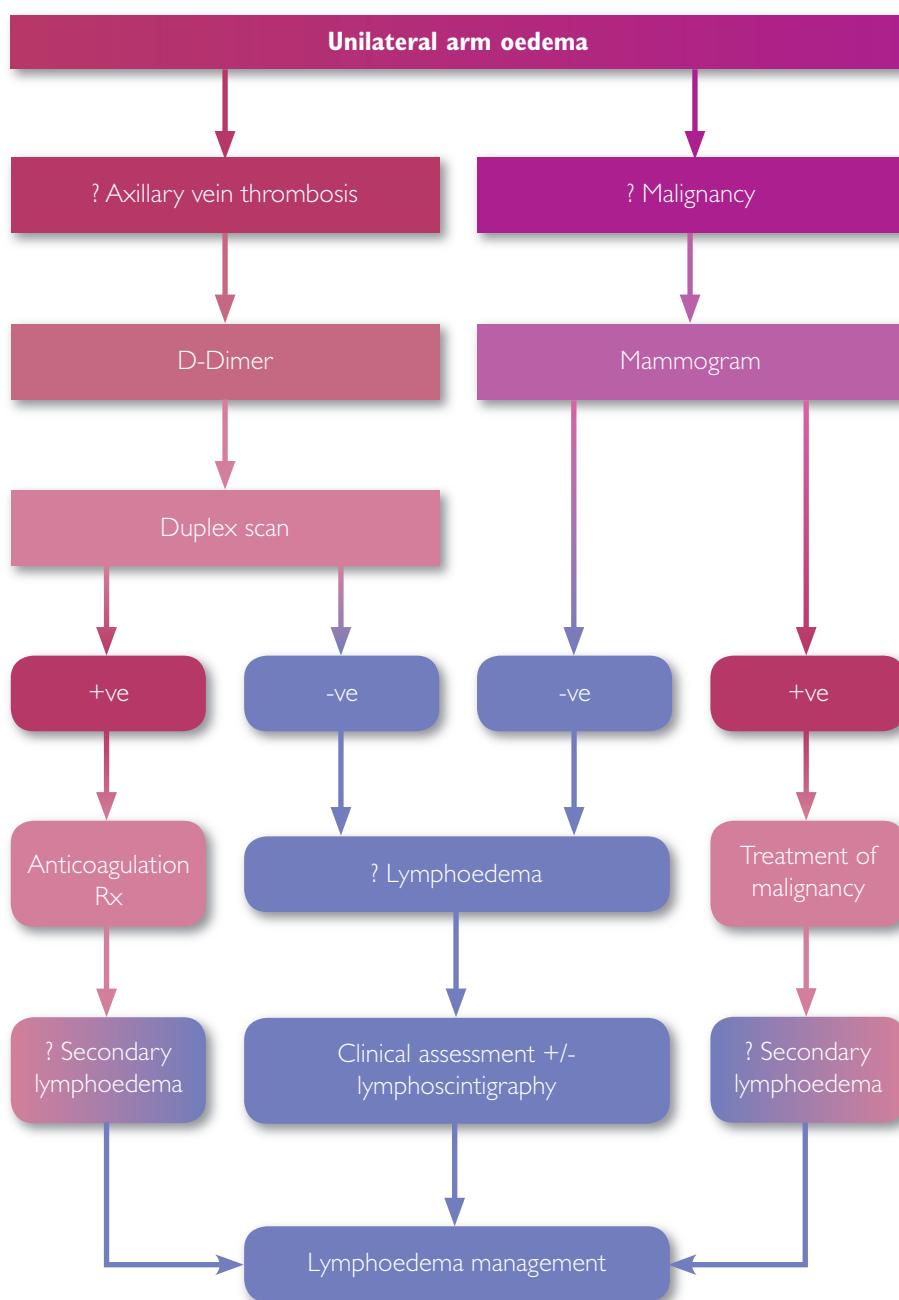 Unilateral arm oedema
? Axillary vein thrombosis
? Malignancy
D-Dimer
Mammogram
Duplex scan
+ve
-ve
-ve
+ve
Anticoagulation
Rx
? Lymphoedema
Treatment of
malignancy
? Secondary
lymphoedema
Clinical assessment +/-
lymphoscintigraphy
? Secondary
lymphoedema
Lymphoedema management